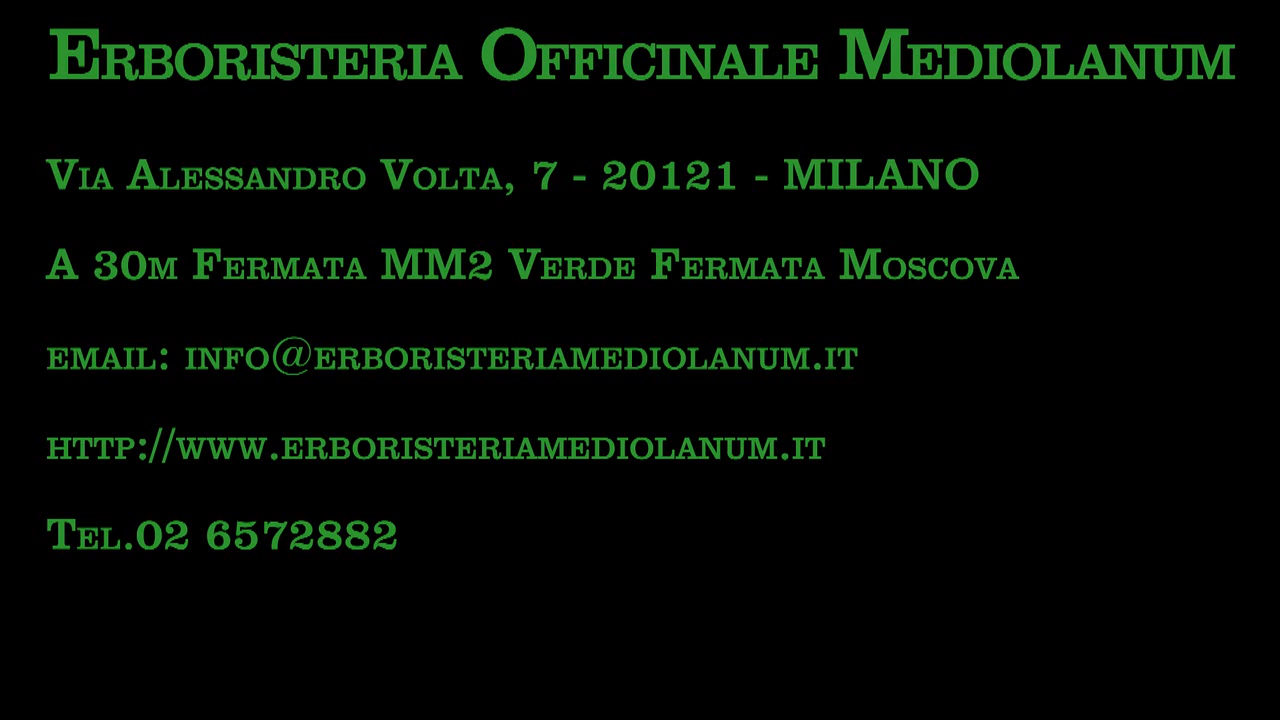 Erboristeria Officinale Mediolanum
Via Alessandro Volta, 7 - 20121 - MILANO
A 30m Fermata MM2 Verde Fermata Moscova
email: info@erboristeriamediolanum.it
http://www.erboristeriamediolanum.it
Tel.02 6572882